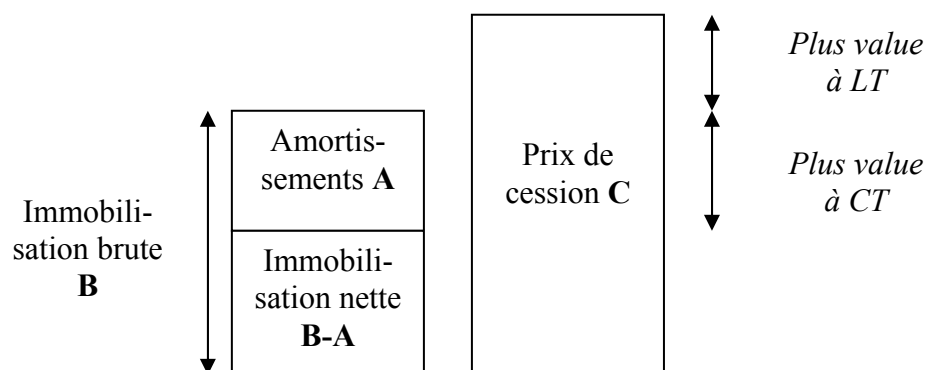 Immobili-
sation brute
B
Amortis-
sements A
Immobili-
sation nette
B-A
Prix de
cession C
Plus value
à LT
Plus value
à CT